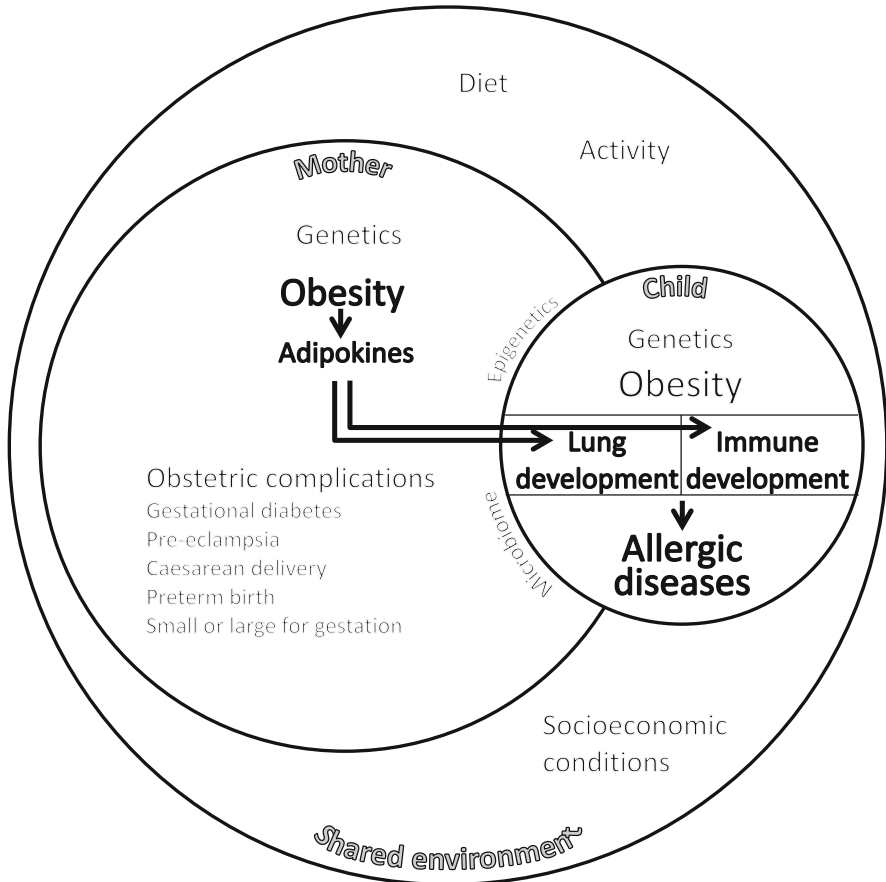 Diet
Activity
Mother
Genetics
Obesity
Adipokines
Obstetric complications
Gestational diabetes
Pre-eclampsia
Caesarean delivery
Preterm birth
Small or large for gestation
Epigenetics
Microbiome
Child
Genetics
Obesity
Lung
development
Immune
development
Allergic
diseases
Socioeconomic
conditions
Shared environment